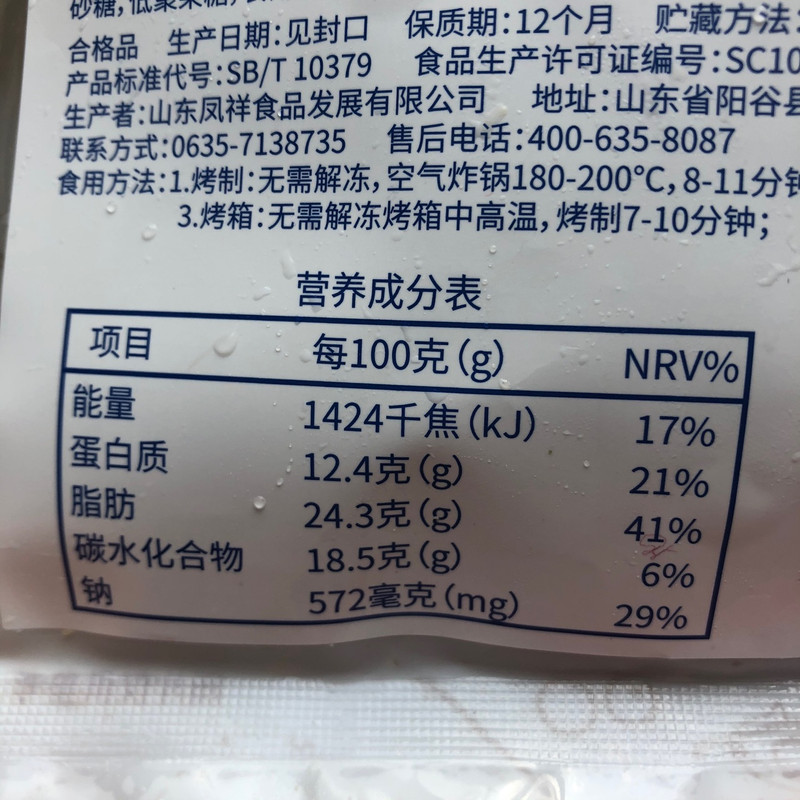 砂糖,低聚果糖,
合格品 生产日期:见封口 保质期:12个月 贮藏方法:
产品标准代号:SB/T 10379 食品生产许可证编号:SC10
生产者:山东凤祥食品发展有限公司 地址:山东省阳谷县
联系方式:0635-7138735 售后电话:400-635-8087
食用方法:1.烤制:无需解冻,空气炸锅180-200℃,8-11分钟
3.烤箱:无需解冻烤箱中高温,烤制7-10分钟;
营养成分表
项目 每100克(g) NRV%
能量 1424千焦(kJ) 17%
蛋白质 12.4克(g) 21%
脂肪 24.3克(g) 41%
碳水化合物 18.5克(g) 6%
钠 572毫克(mg) 29%